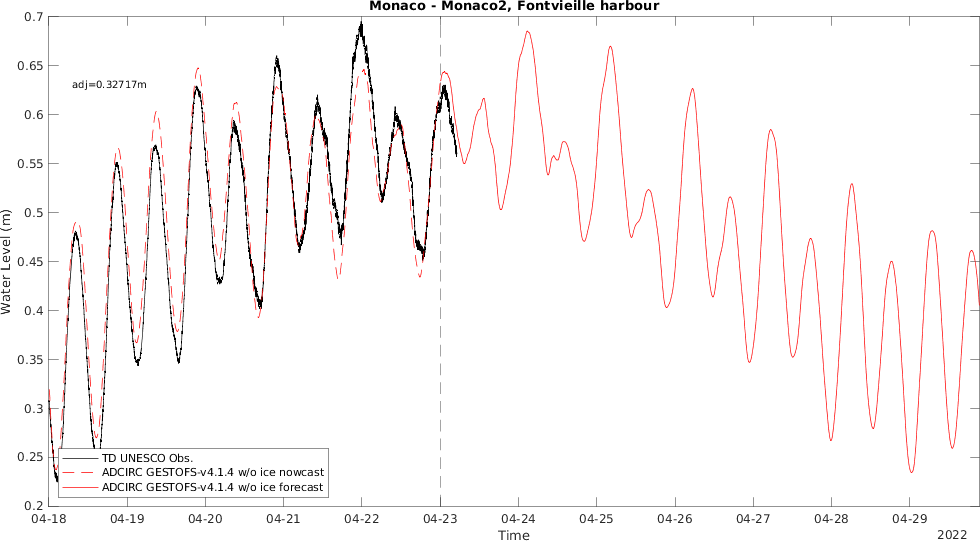 Monaco - Monaco2, Fontvieille harbour
adj=0.32717m
Water Level (m)
0.7
0.65
0.6
0.55
0.5
0.45
0.4
0.35
0.3
0.25
0.2
TD UNESCO Obs.
ADCIRC GESTOFS-v4.1.4 w/o ice nowcast
ADCIRC GESTOFS-v4.1.4 w/o ice forecast
04-18 04-19 04-20 04-21 04-22 04-23 04-24 04-25 04-26 04-27 04-28 04-29
Time
2022